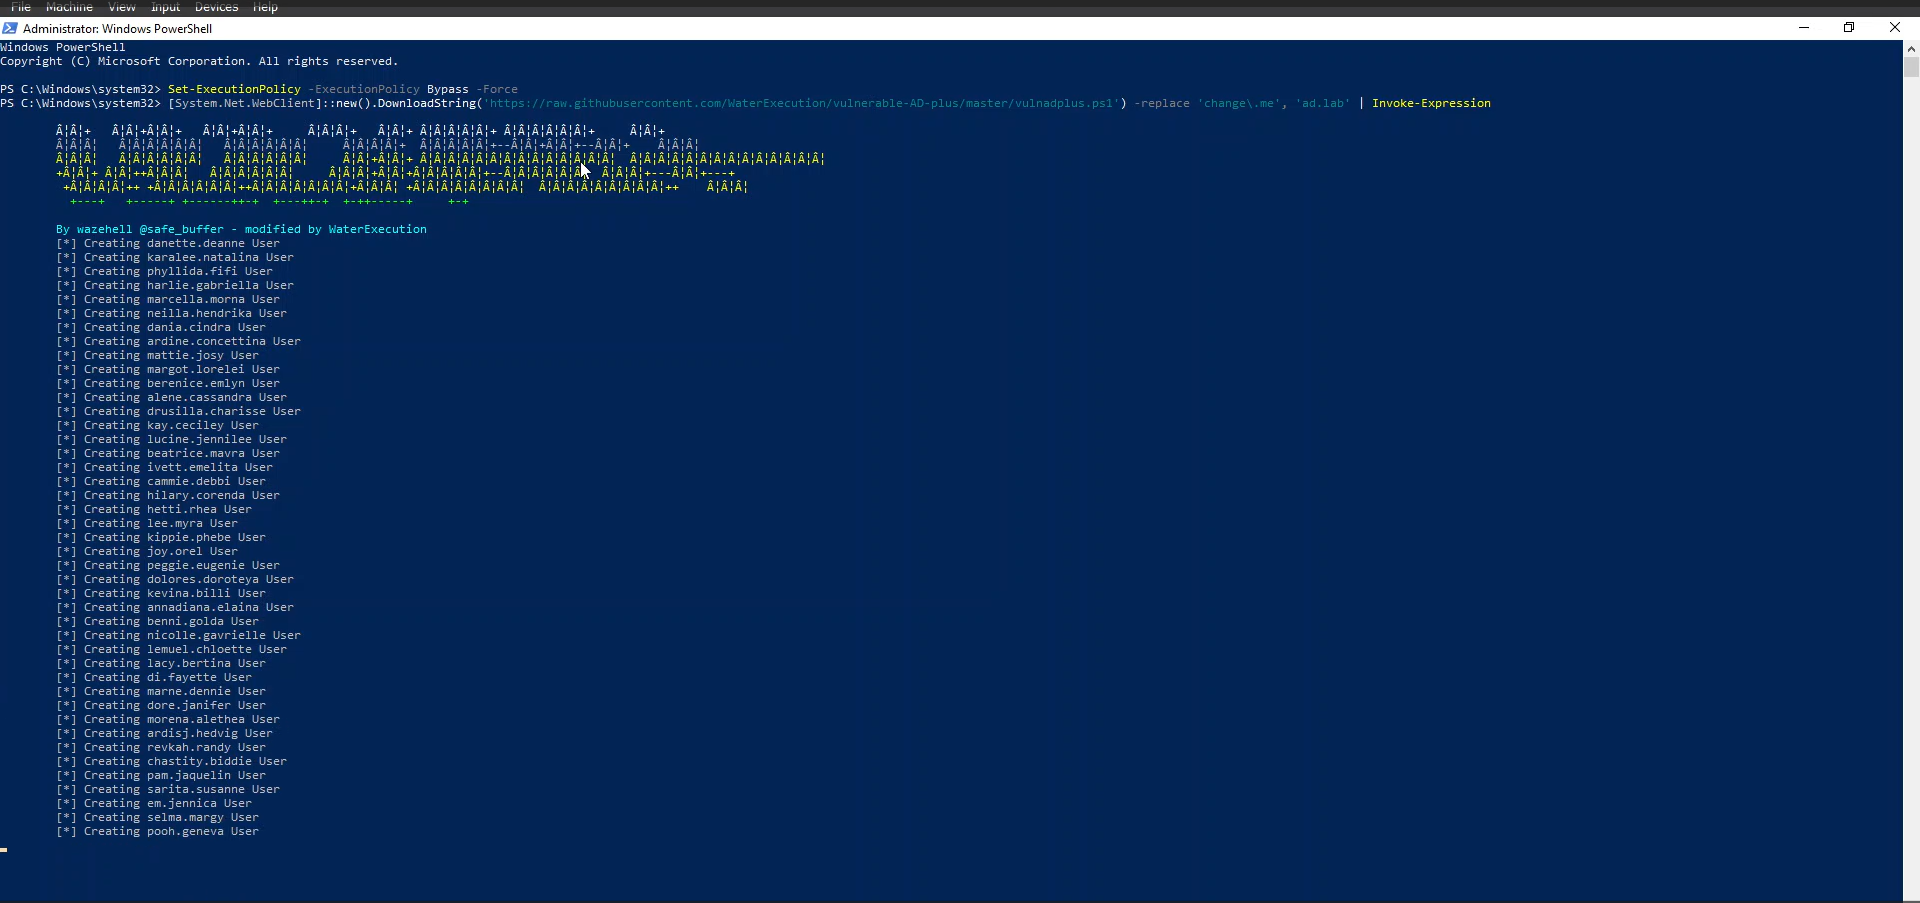 File Machine View Input Devices Help
Administrator: Windows PowerShell
Windows PowerShell
Copyright (C) Microsoft Corporation. All rights reserved.
PS C:\Windows\system32> Set-ExecutionPolicy -ExecutionPolicy Bypass -Force
PS C:\Windows\system32> [System.Net.WebClient]::new().DownloadString('https://raw.githubusercontent.com/WaterExecution/vulnerable-AD-plus/master/vulnadplus.ps1') -replace 'change\.me', 'ad.lab' | Invoke-Expression
By wazehell @safe_buffer - modified by WaterExecution
[*] Creating danette.deanne User
[*] Creating karalee.natalina User
[*] Creating phyllida.fifi User
[*] Creating harlie.gabriella User
[*] Creating marcella.morna User
[*] Creating neilla.hendrika User
[*] Creating dania.cindra User
[*] Creating ardine.concettina User
[*] Creating mattie.josy User
[*] Creating margot.lorelei User
[*] Creating berenice.emlyn User
[*] Creating alene.cassandra User
[*] Creating drusilla.charisse User
[*] Creating kay.ceciley User
[*] Creating lucine.jennilee User
[*] Creating beatrice.mavra User
[*] Creating ivett.emelita User
[*] Creating cammie.debbi User
[*] Creating hilary.corenda User
[*] Creating hetti.rhea User
[*] Creating lee.myra User
[*] Creating kippie.phebe User
[*] Creating joy.orel User
[*] Creating peggie.eugenie User
[*] Creating dolores.doroteya User
[*] Creating kevina.billi User
[*] Creating annadiana.elaina User
[*] Creating benni.golda User
[*] Creating nicolle.gavrielle User
[*] Creating lemuel.chloette User
[*] Creating lacy.bertina User
[*] Creating di.fayette User
[*] Creating marne.dennie User
[*] Creating dore.janifer User
[*] Creating morena.alethea User
[*] Creating ardisj.hedvig User
[*] Creating revkah.randy User
[*] Creating chastity.biddie User
[*] Creating pam.jaquelin User
[*] Creating sarita.susanne User
[*] Creating em.jennica User
[*] Creating selma.margy User
[*] Creating pooh.geneva User